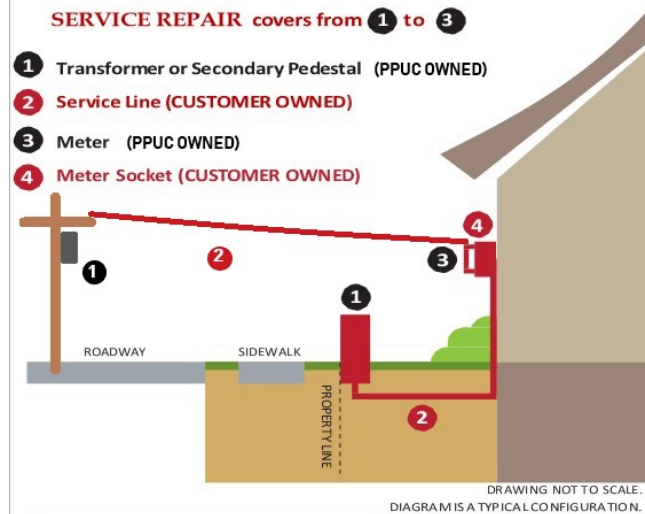 SERVICE REPAIR covers from 1 to 3
1 Transformer or Secondary Pedestal (PPUC OWNED)
2 Service Line (CUSTOMER OWNED)
3 Meter (PPUC OWNED)
4 Meter Socket (CUSTOMER OWNED)
4
3
1
2
1
ROADWAY
SIDEWALK
PROPERTY LINE
2
DRAWING NOT TO SCALE.
DIAGRAM IS A TYPICAL CONFIGURATION.